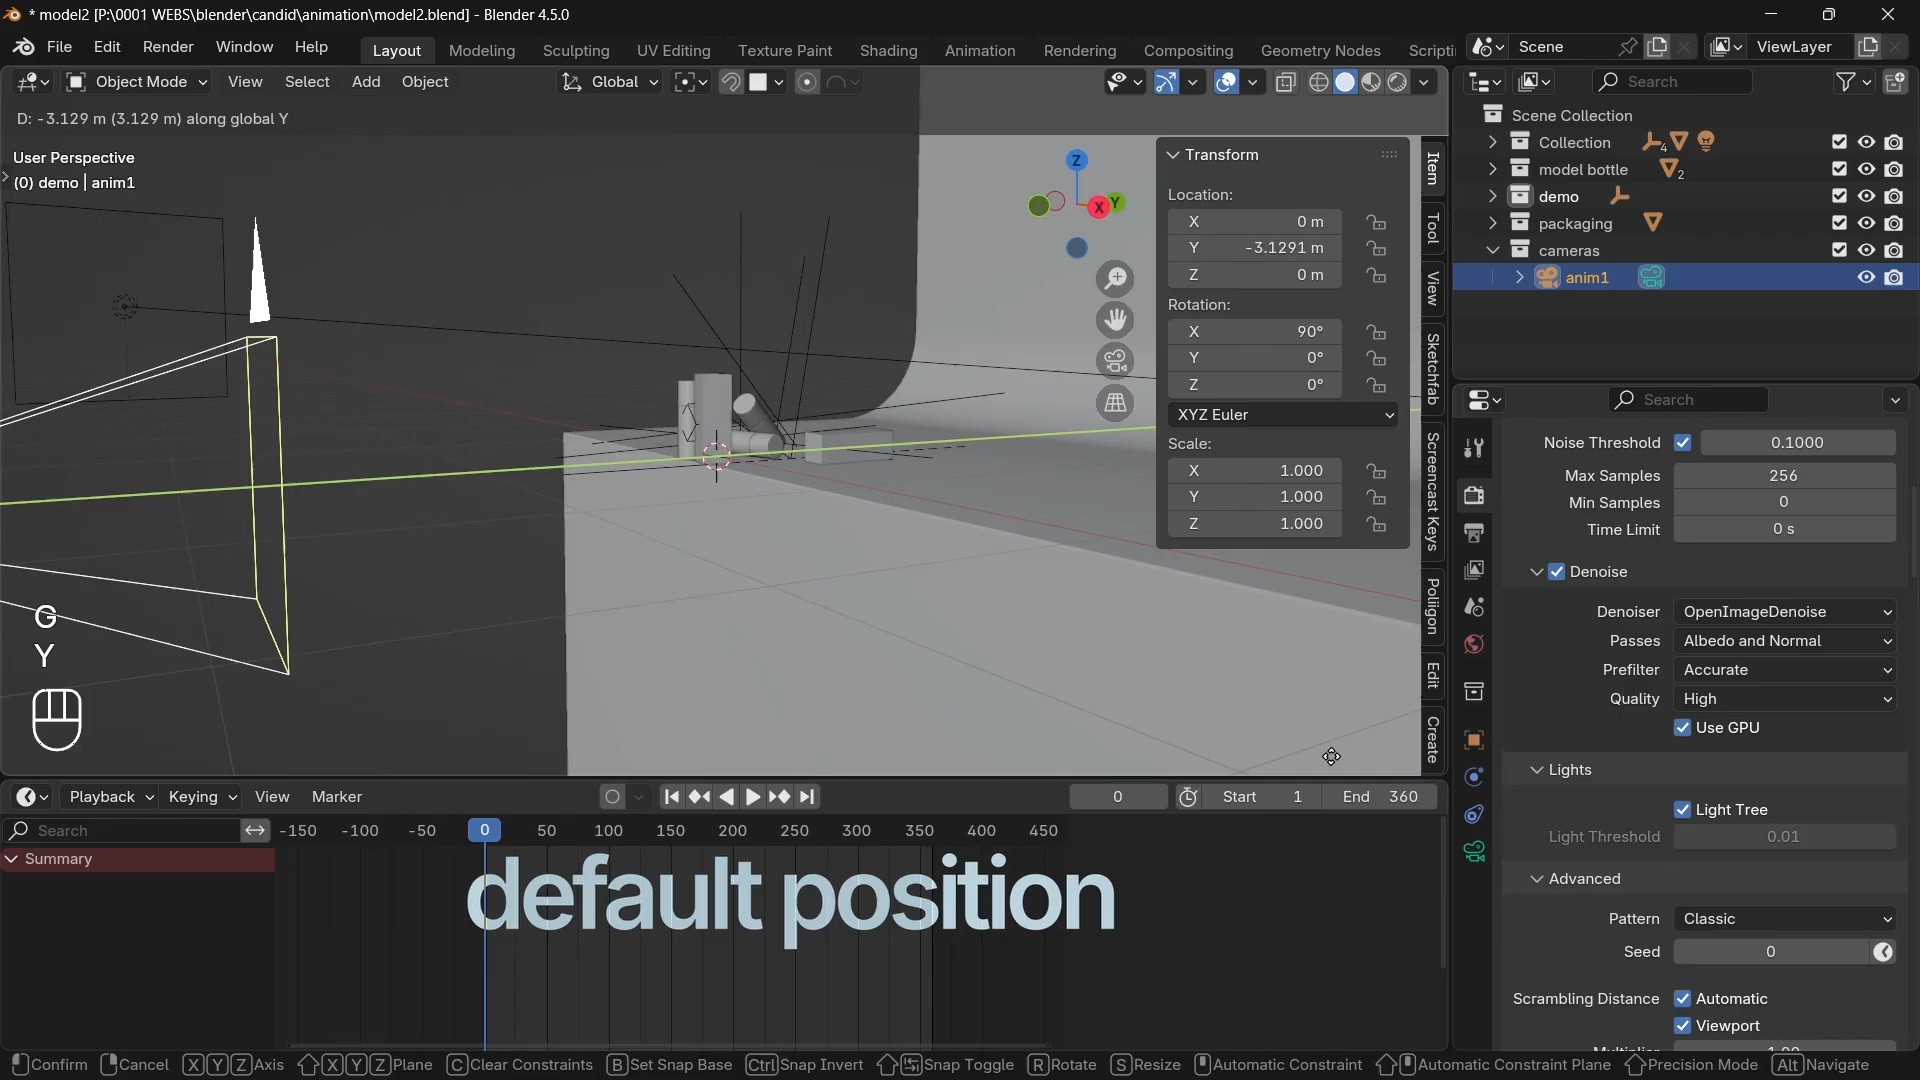 * model2 [P:\0001 WEBS\blender\candid\animation\model2.blend] - Blender 4.5.0
File Edit Render Window Help Layout Modeling Sculpting UV Editing Texture Paint Shading Animation Rendering Compositing Geometry Nodes Scripti Scene ViewLayer
Object Mode View Select Add Object Global Search
D: -3.129 m (3.129 m) along global Y
User Perspective
(0) demo | anim1
Z
X
Y
Transform
Location:
X 0 m
Y -3.1291 m
Z 0 m
Rotation:
X 90°
Y 0°
Z 0°
XYZ Euler
Scale:
X 1.000
Y 1.000
Z 1.000
Item
Tool
View
Sketchfab
Screencast Keys
Poliigon
Edit
Create
G
Y
Scene Collection
Collection 4
model bottle 2
demo
packaging
cameras
anim1
Search
Noise Threshold 0.1000
Max Samples 256
Min Samples 0
Time Limit 0 s
Denoise
Denoiser OpenImageDenoise
Passes Albedo and Normal
Prefilter Accurate
Quality High
Use GPU
Lights
Light Tree
Light Threshold 0.01
Advanced
Pattern Classic
Seed 0
Scrambling Distance Automatic
Viewport
Playback Keying View Marker 0 Start 1 End 360
Search -150 -100 -50 0 50 100 150 200 250 300 350 400 450
Summary
default position
Confirm Cancel X Y Z Axis X Y Z Plane C Clear Constraints B Set Snap Base Ctrl Snap Invert Snap Toggle R Rotate S Resize Automatic Constraint Automatic Constraint Plane Precision Mode Alt Navigate